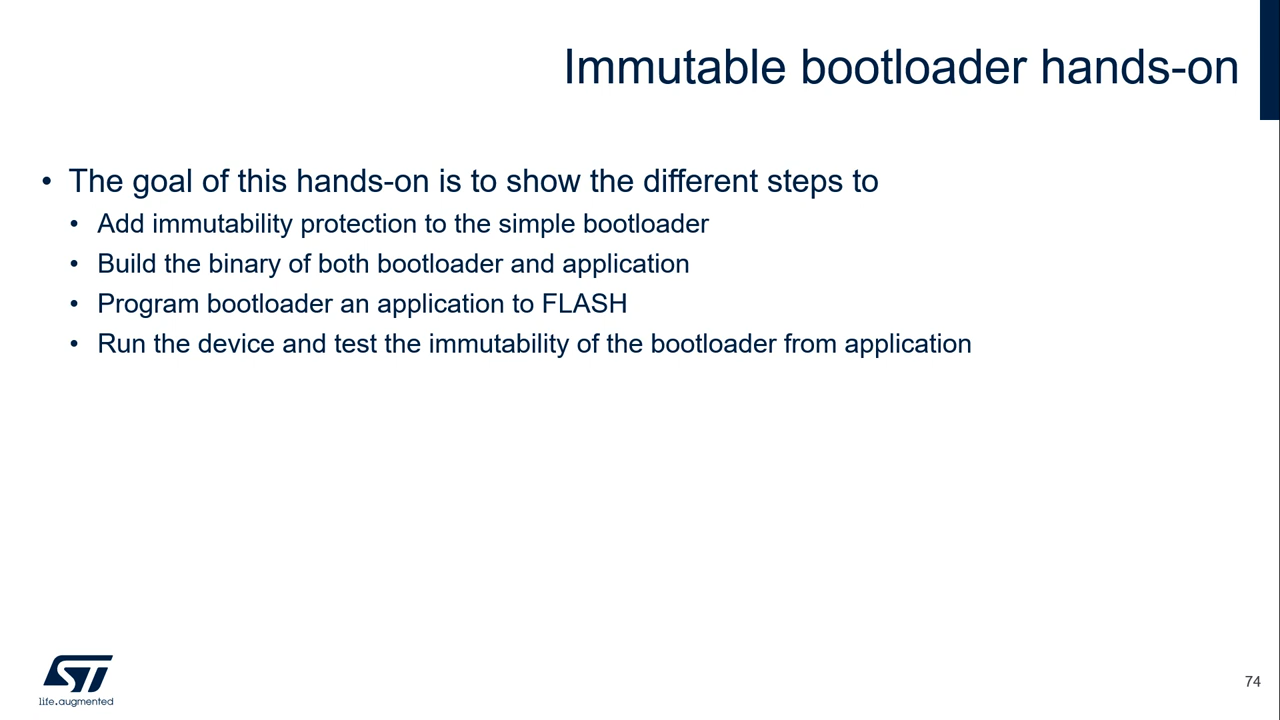 Immutable bootloader hands-on
• The goal of this hands-on is to show the different steps to
• Add immutability protection to the simple bootloader
• Build the binary of both bootloader and application
• Program bootloader an application to FLASH
• Run the device and test the immutability of the bootloader from application
ST
life.augmented
74